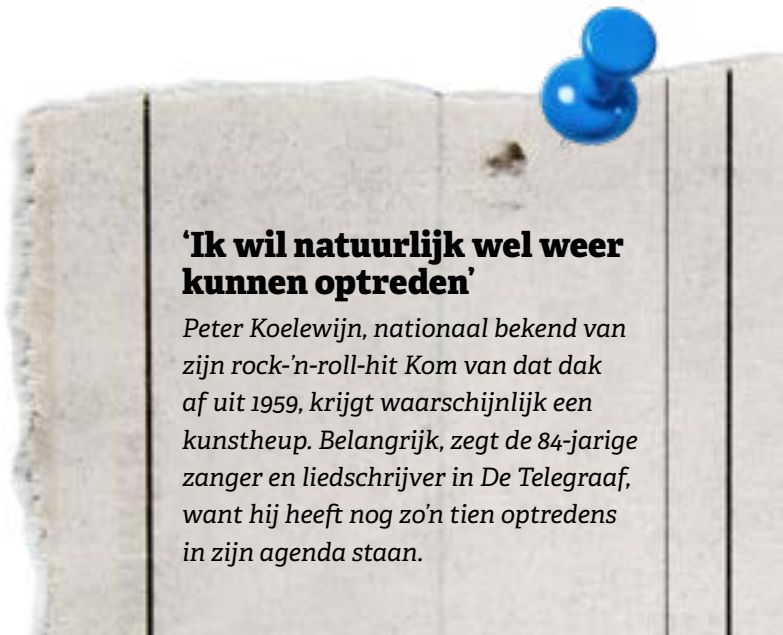 ‘Ik wil natuurlijk wel weer
kunnen optreden’
Peter Koelewijn, nationaal bekend van
zijn rock-’n-roll-hit Kom van dat dak
af uit 1959, krijgt waarschijnlijk een
kunstheup. Belangrijk, zegt de 84-jarige
zanger en liedschrijver in De Telegraaf,
want hij heeft nog zo’n tien optredens
in zijn agenda staan.